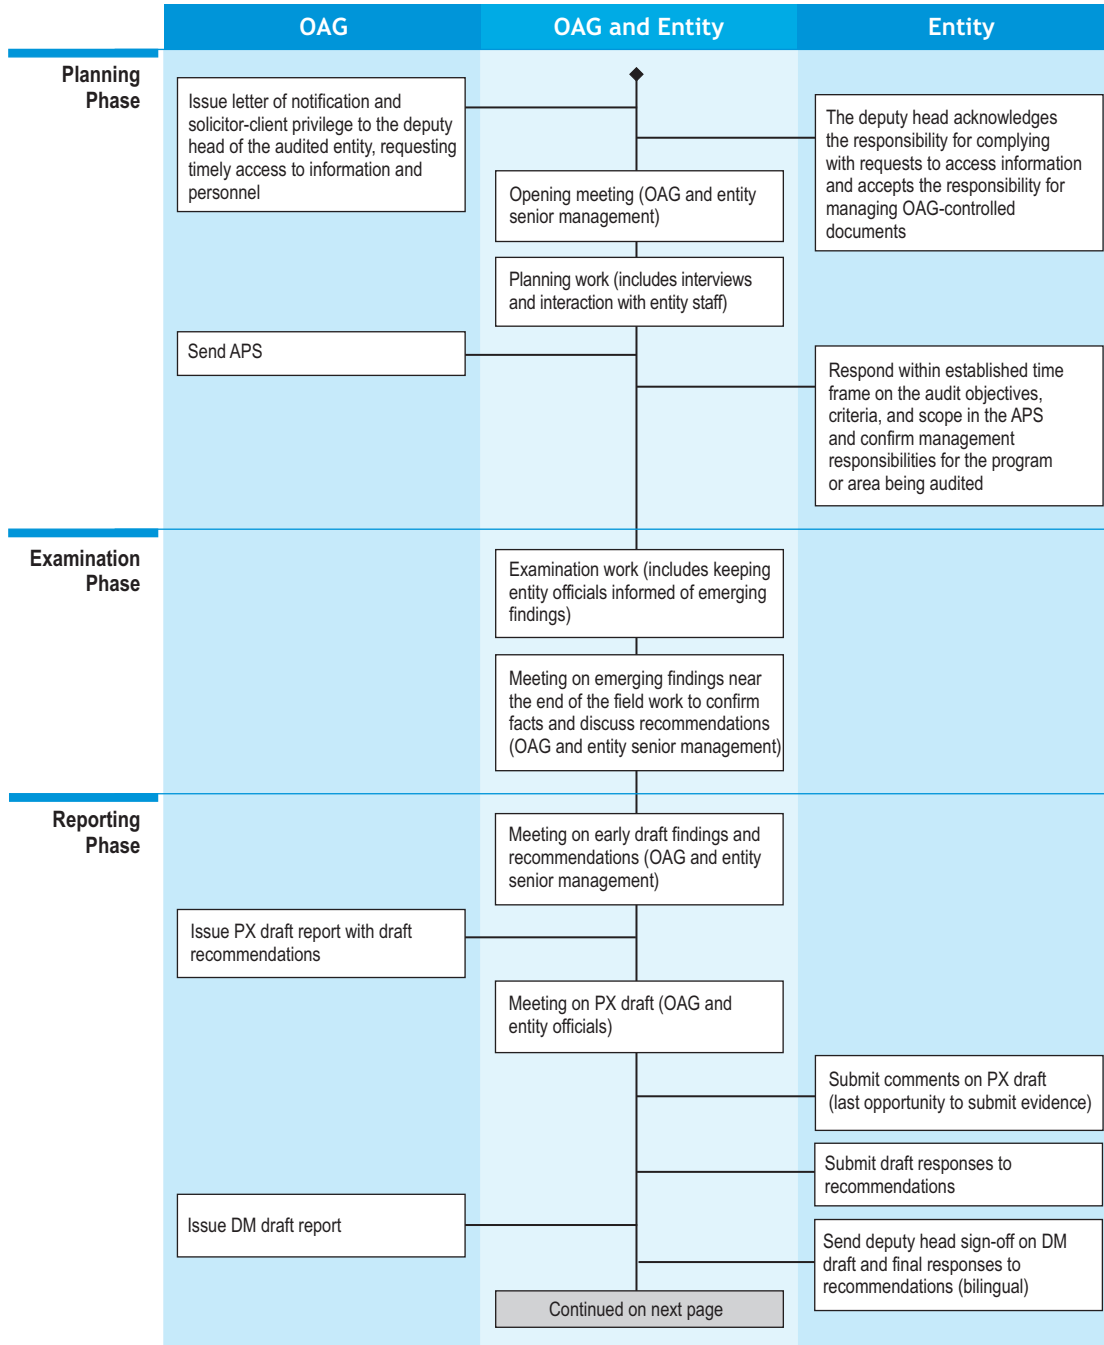 OAG
OAG and Entity
Entity
Planning
Phase
Issue letter of notification and
solicitor-client privilege to the deputy
head of the audited entity, requesting
timely access to information and
personnel
The deputy head acknowledges
the responsibility for complying
with requests to access information
and accepts the responsibility for
managing OAG-controlled
documents
Opening meeting (OAG and entity
senior management)
Planning work (includes interviews
and interaction with entity staff)
Send APS
Respond within established time
frame on the audit objectives,
criteria, and scope in the APS
and confirm management
responsibilities for the program
or area being audited
Examination
Phase
Examination work (includes keeping
entity officials informed of emerging
findings)
Meeting on emerging findings near
the end of the field work to confirm
facts and discuss recommendations
(OAG and entity senior management)
Reporting
Phase
Meeting on early draft findings and
recommendations (OAG and entity
senior management)
Issue PX draft report with draft
recommendations
Meeting on PX draft (OAG and
entity officials)
Submit comments on PX draft
(last opportunity to submit evidence)
Submit draft responses to
recommendations
Issue DM draft report
Send deputy head sign-off on DM
draft and final responses to
recommendations (bilingual)
Continued on next page